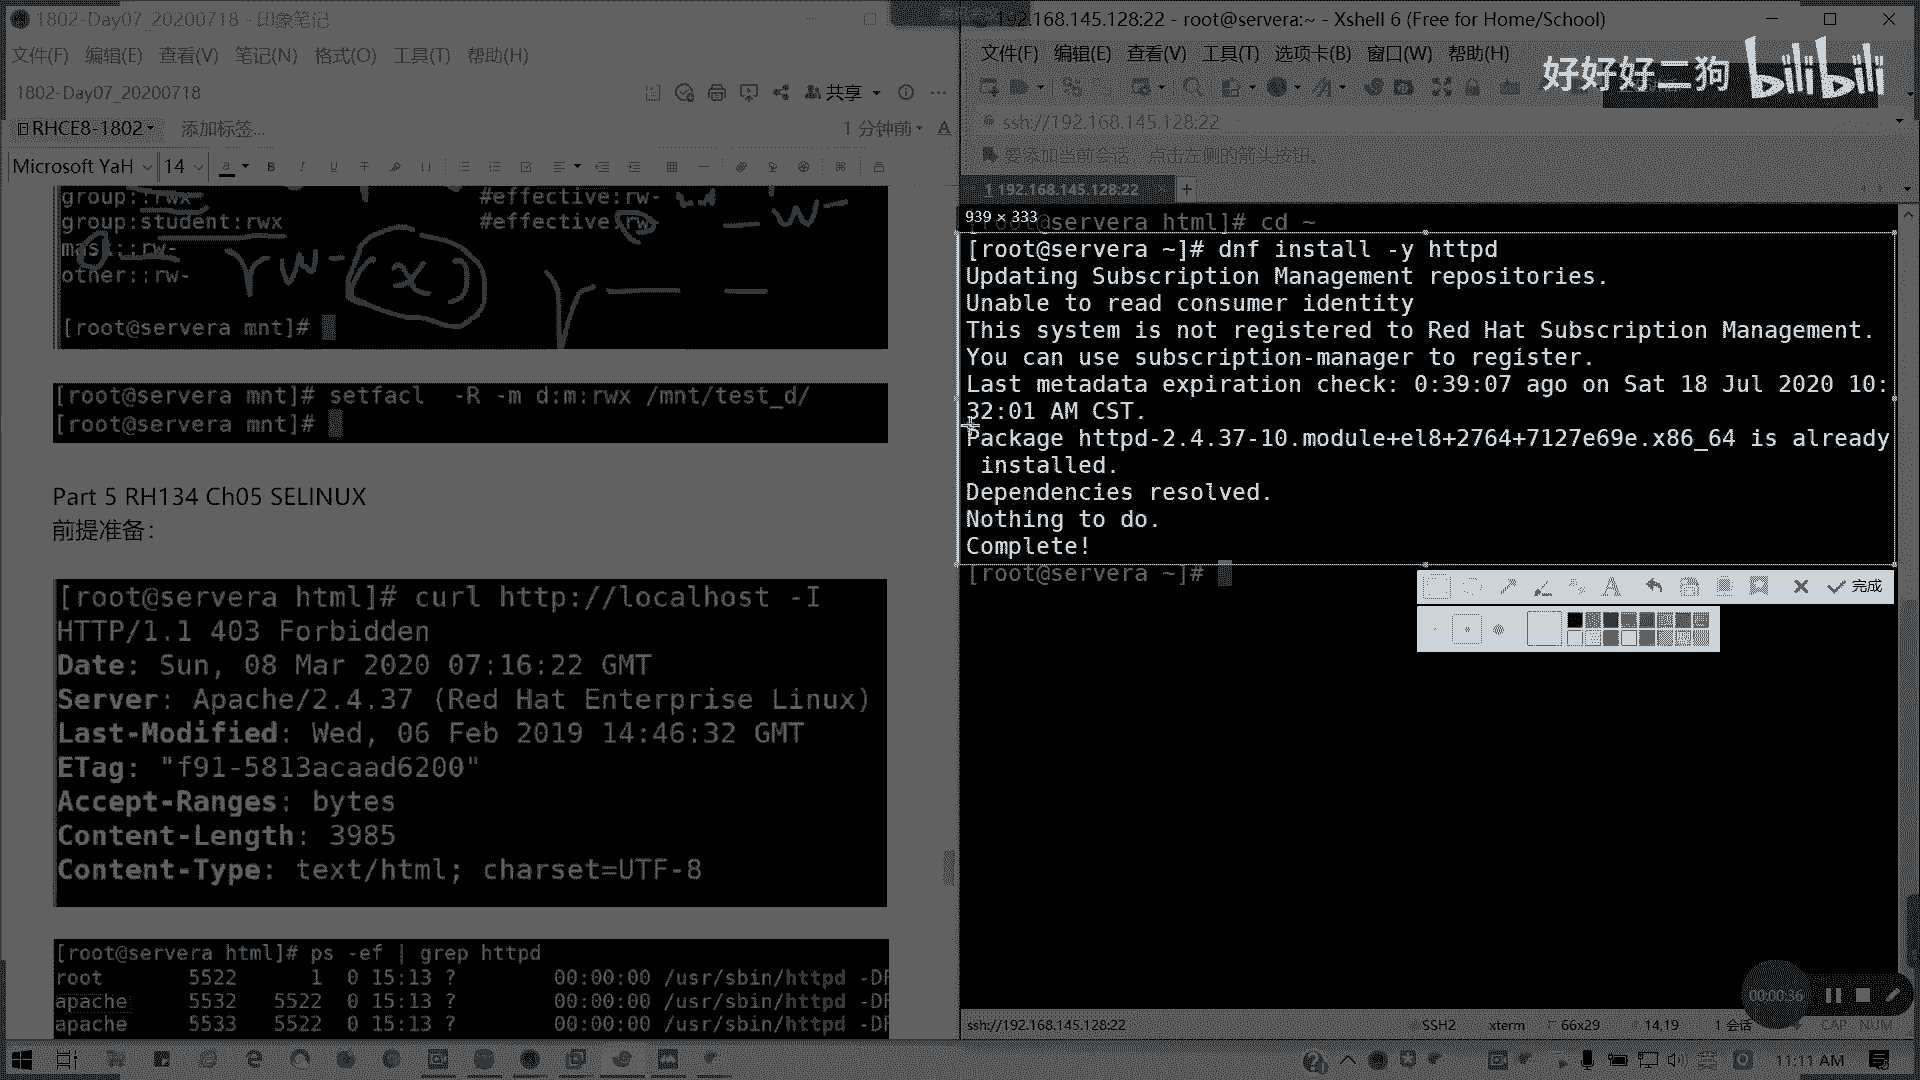 1802-Day07_20200718 - 印象笔记
文件(F) 编辑(E) 查看(V) 笔记(N) 格式(O) 工具(T) 帮助(H)
1802-Day07_20200718
共享
RHCE8-1802
添加标签...
1 分钟前
Microsoft YaH
14
group::rwx #effective:rw-
group:student:rwx #effective:rw-
mask::rw-
other::rw-
rw-(x) r-- --
-w-
[root@servera mnt]#
[root@servera mnt]# setfacl -R -m d:m:rwx /mnt/test_d/
[root@servera mnt]#
Part 5 RH134 Ch05 SELINUX
前提准备：
[root@servera html]# curl http://localhost -I
HTTP/1.1 403 Forbidden
Date: Sun, 08 Mar 2020 07:16:22 GMT
Server: Apache/2.4.37 (Red Hat Enterprise Linux)
Last-Modified: Wed, 06 Feb 2019 14:46:32 GMT
ETag: "f91-5813acaad6200"
Accept-Ranges: bytes
Content-Length: 3985
Content-Type: text/html; charset=UTF-8
[root@servera html]# ps -ef | grep httpd
root 5522 1 0 15:13 ? 00:00:00 /usr/sbin/httpd -DF
apache 5532 5522 0 15:13 ? 00:00:00 /usr/sbin/httpd -DF
apache 5533 5522 0 15:13 ? 00:00:00 /usr/sbin/httpd -DF
192.168.145.128:22 - root@servera:~ - Xshell 6 (Free for Home/School)
文件(F) 编辑(E) 查看(V) 工具(T) 选项卡(B) 窗口(W) 帮助(H)
好好好二狗 bilibili
ssh://192.168.145.128:22
要添加当前会话，点击左侧的箭头按钮。
1 192.168.145.128:22
939 × 333
[root@servera html]# cd ~
[root@servera ~]# dnf install -y httpd
Updating Subscription Management repositories.
Unable to read consumer identity
This system is not registered to Red Hat Subscription Management.
You can use subscription-manager to register.
Last metadata expiration check: 0:39:07 ago on Sat 18 Jul 2020 10:
32:01 AM CST.
Package httpd-2.4.37-10.module+el8+2764+7127e69e.x86_64 is already
installed.
Dependencies resolved.
Nothing to do.
Complete!
[root@servera ~]#
完成
00:00:36
ssh://192.168.145.128:22 SSH2 xterm 66x29 14,19 1 会话 CAP NUM
11:11 AM